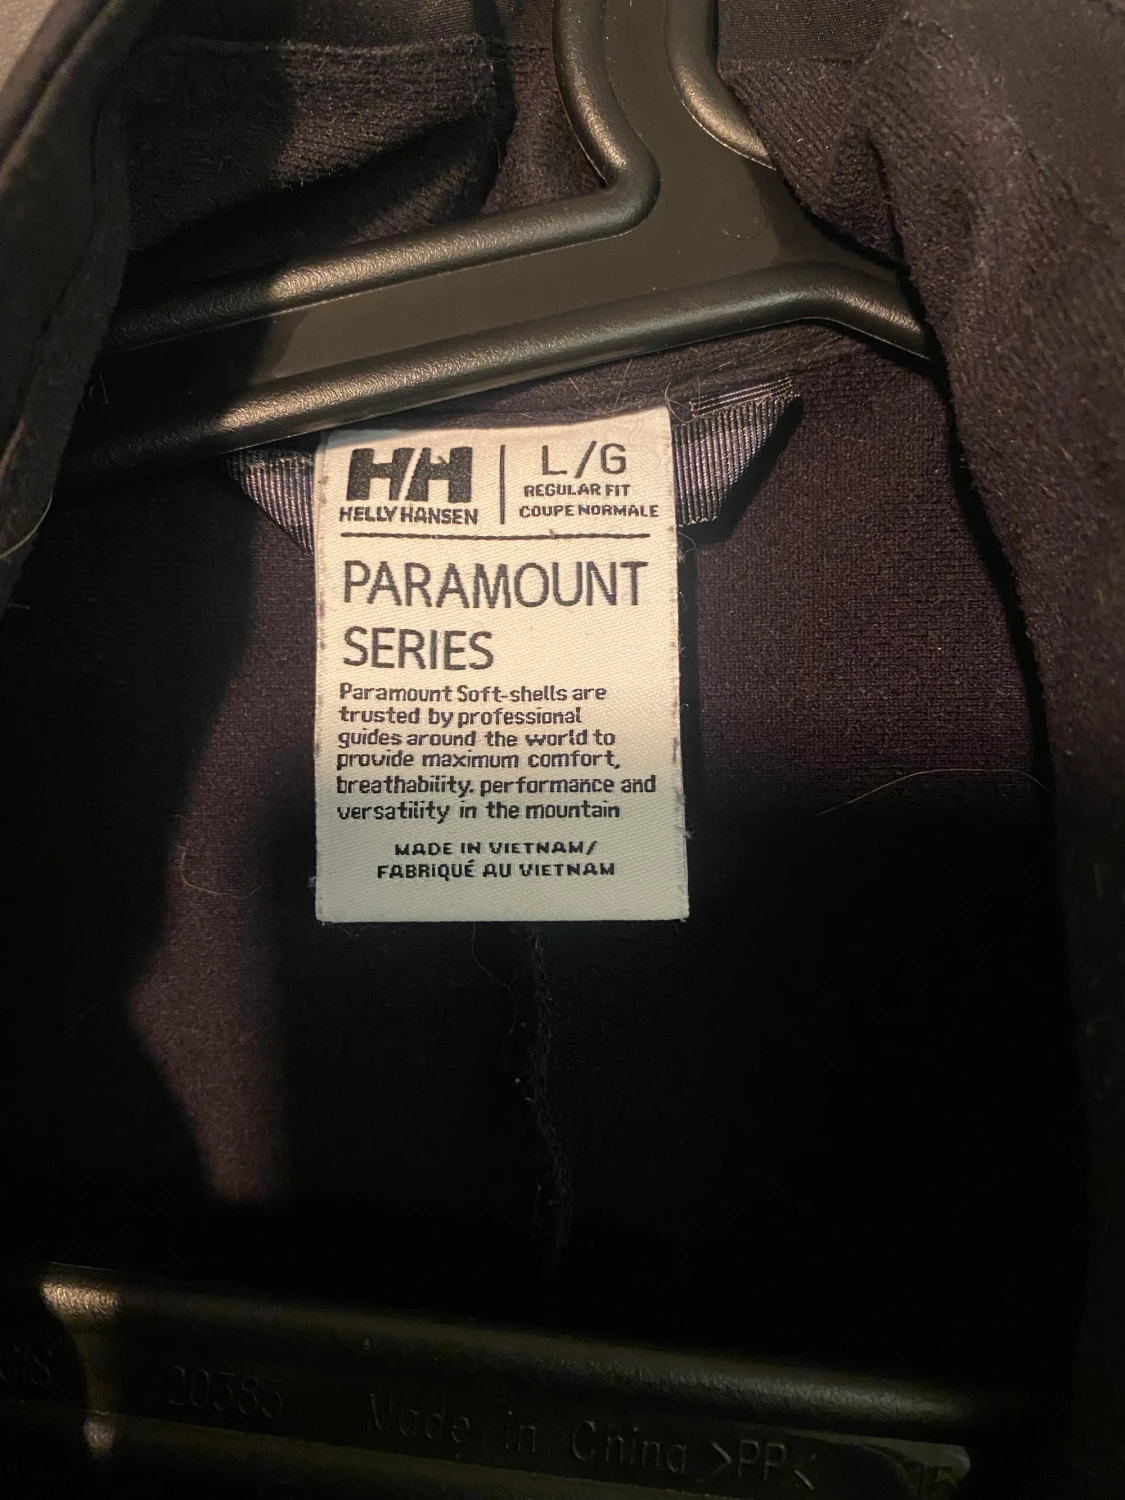 HH
HELLY HANSEN
L/G
REGULAR FIT
COUPE NORMALE
PARAMOUNT
SERIES
Paramount Soft-shells are
trusted by professional
guides around the world to
provide maximum comfort,
breathability, performance and
versatility in the mountain
MADE IN VIETNAM/
FABRIQUÉ AU VIETNAM
20383 Made in China >PP<